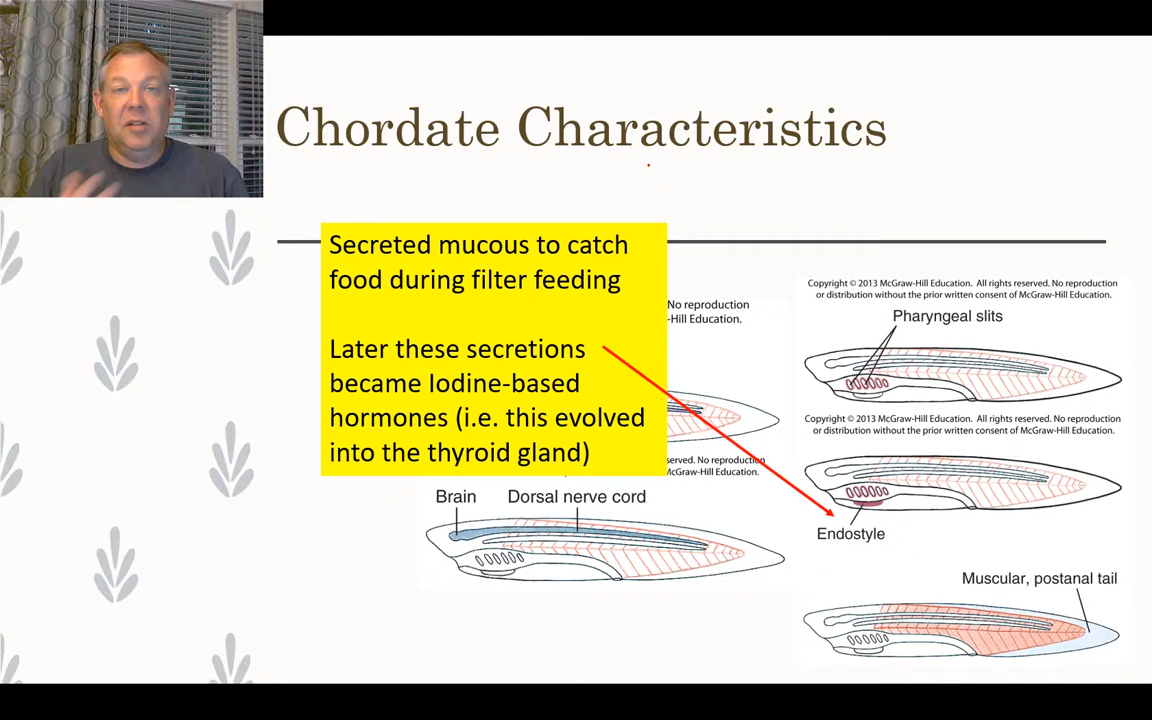 Chordate Characteristics
Secreted mucous to catch
food during filter feeding
Later these secretions
became Iodine-based
hormones (i.e. this evolved
into the thyroid gland)
No reproduction
-Hill Education.
served. No reproduction
McGraw-Hill Education.
Brain
Dorsal nerve cord
Copyright © 2013 McGraw-Hill Education. All rights reserved. No reproduction
or distribution without the prior written consent of McGraw-Hill Education.
Pharyngeal slits
Copyright © 2013 McGraw-Hill Education. All rights reserved. No reproduction
or distribution without the prior written consent of McGraw-Hill Education.
Endostyle
Muscular, postanal tail